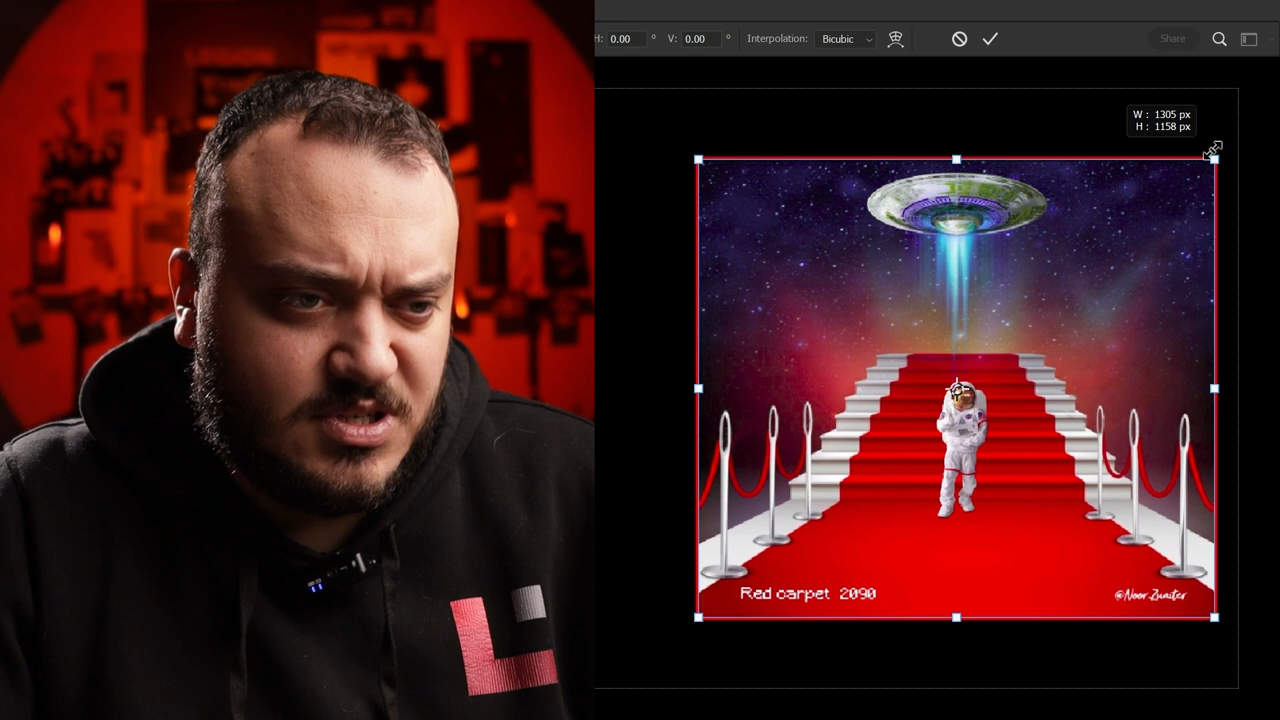 H: 0.00 ° V: 0.00 ° Interpolation: Bicubic Share
W : 1305 px
H : 1158 px
Red carpet 2090
@Noor.Zuaiter